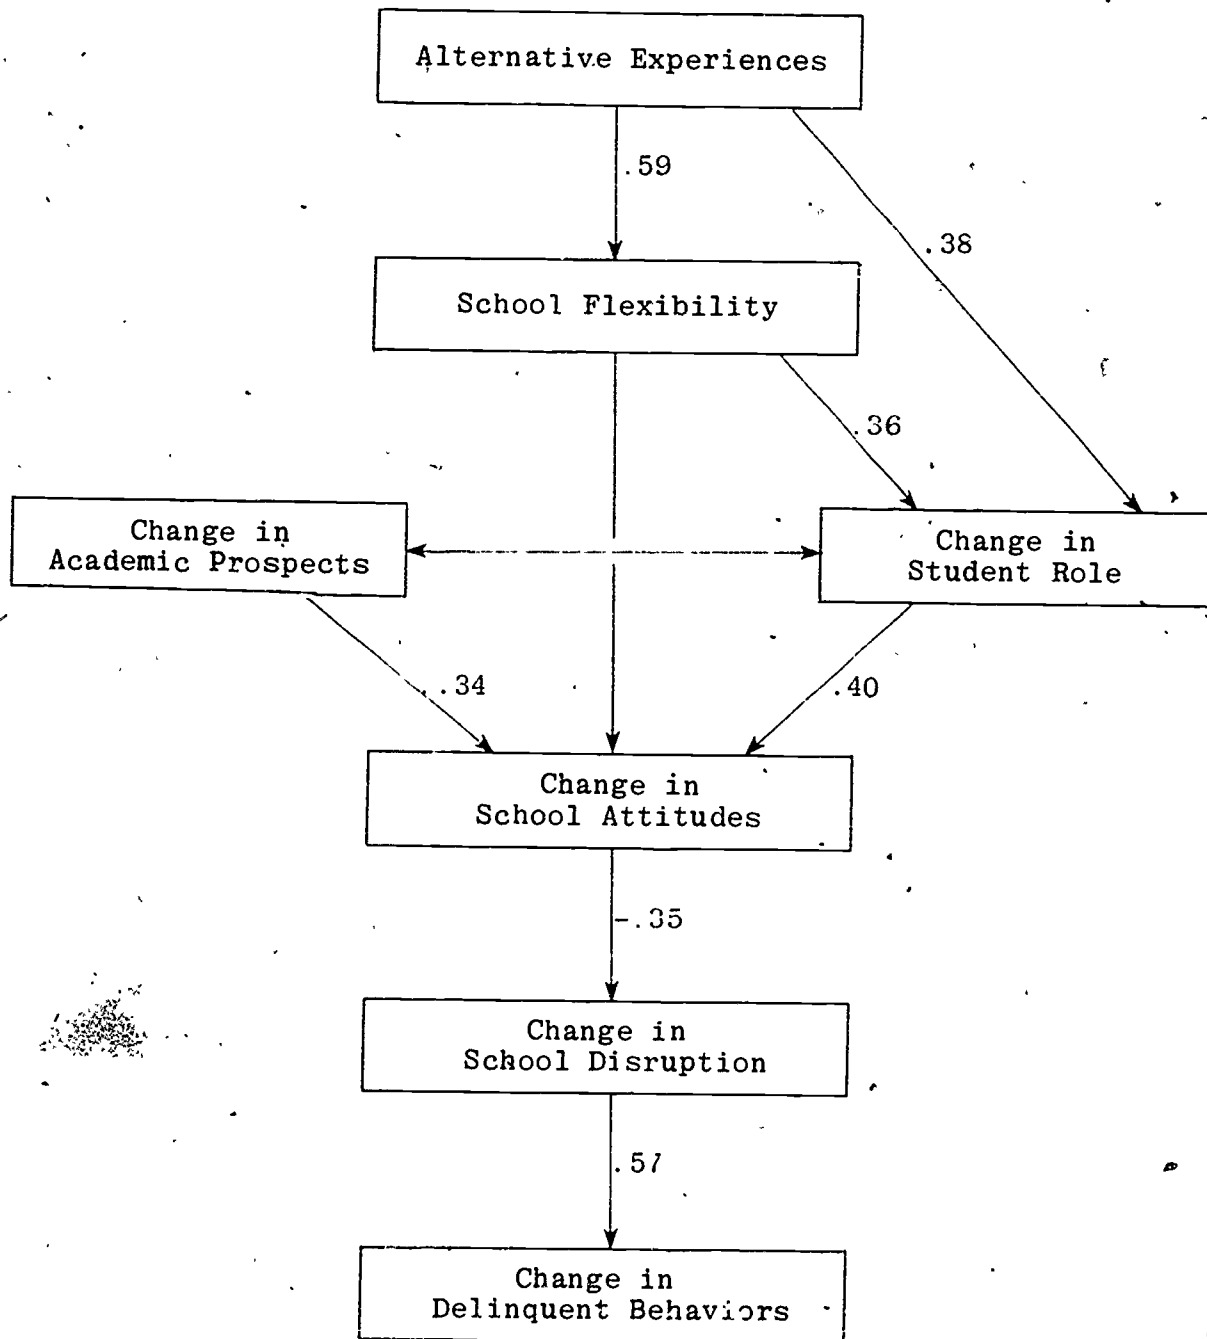 Alternative Experiences
.59
.38
School Flexibility
.36
Change in
Academic Prospects
Change in
Student Role
.34
.40
Change in
School Attitudes
-.35
Change in
School Disruption
.57
Change in
Delinquent Behaviors